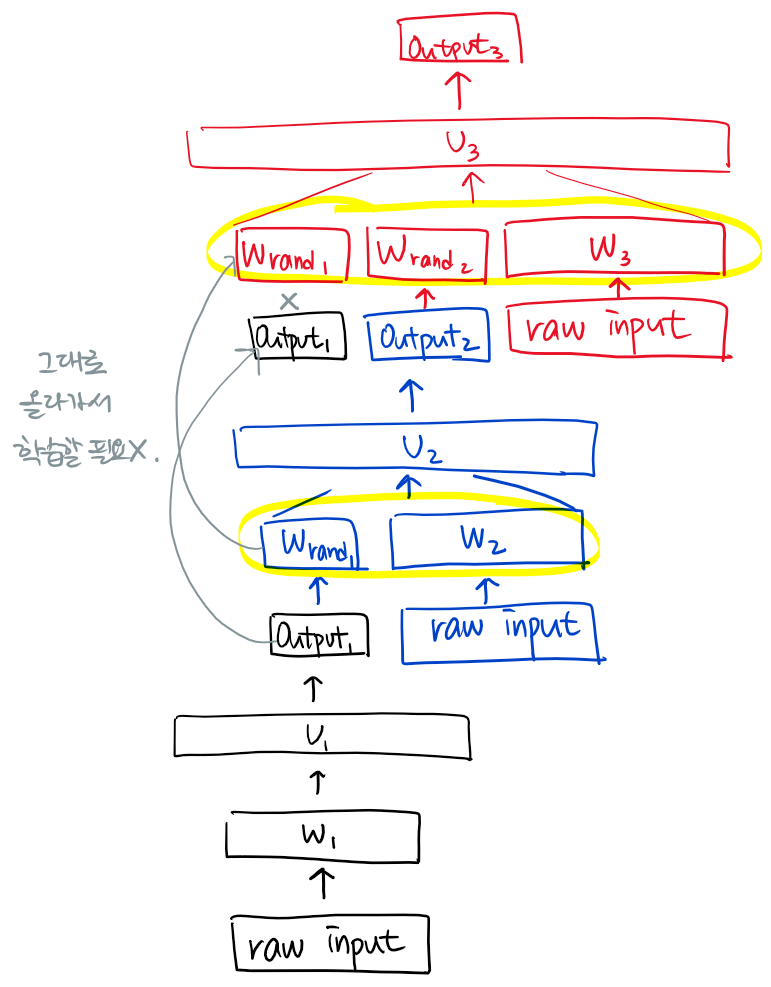 Output₃
U₃
Wrand₁ Wrand₂ W₃
x
Output₁ Output₂ raw input
그대로
올라가서
학습할 필요X.
U₂
Wrand₁ W₂
Output₁ raw input
U₁
W₁
raw input